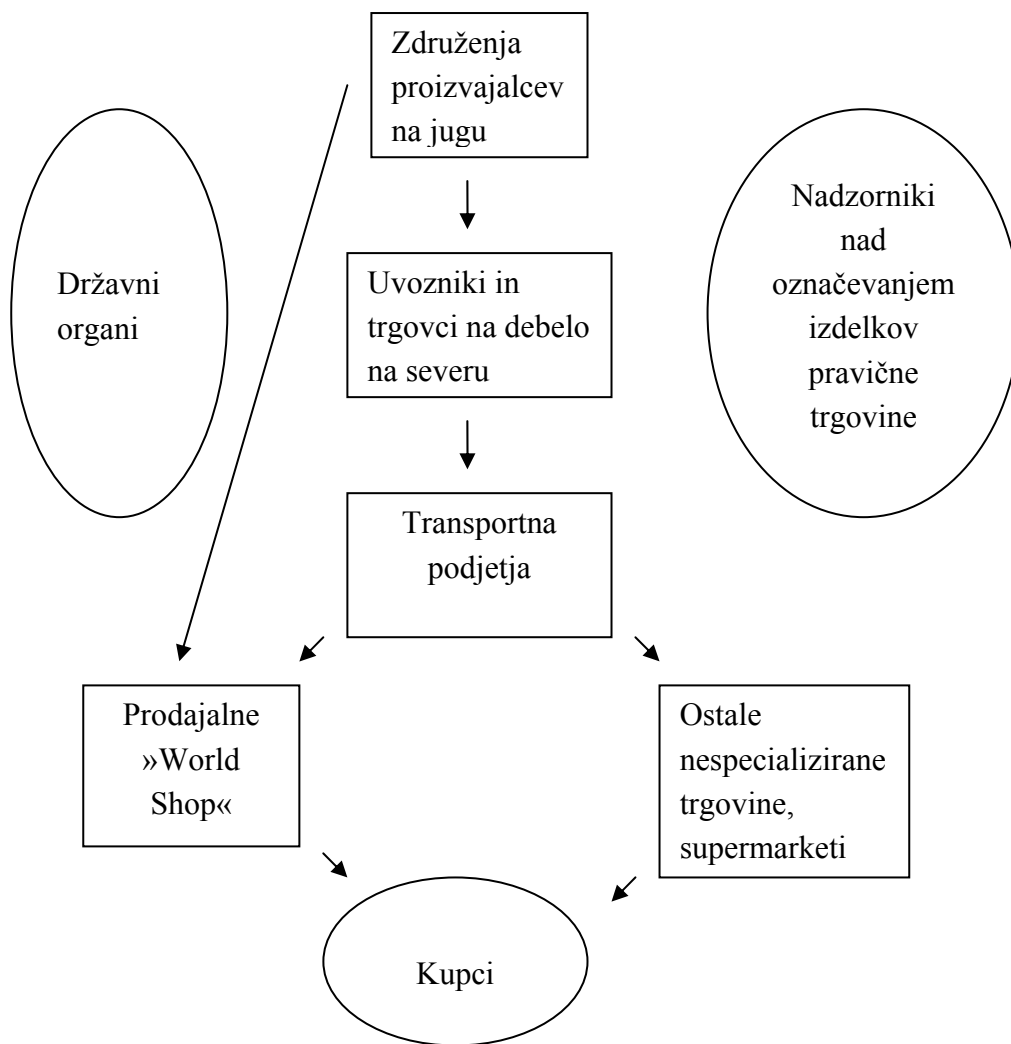 Združenja
proizvajalcev
na jugu
Državni
organi
Uvozniki in
trgovci na debelo
na severu
Nadzorniki
nad
označevanjem
izdelkov
pravične
trgovine
Transportna
podjetja
Prodajalne
»World
Shop«
Ostale
nespecializirane
trgovine,
supermarketi
Kupci